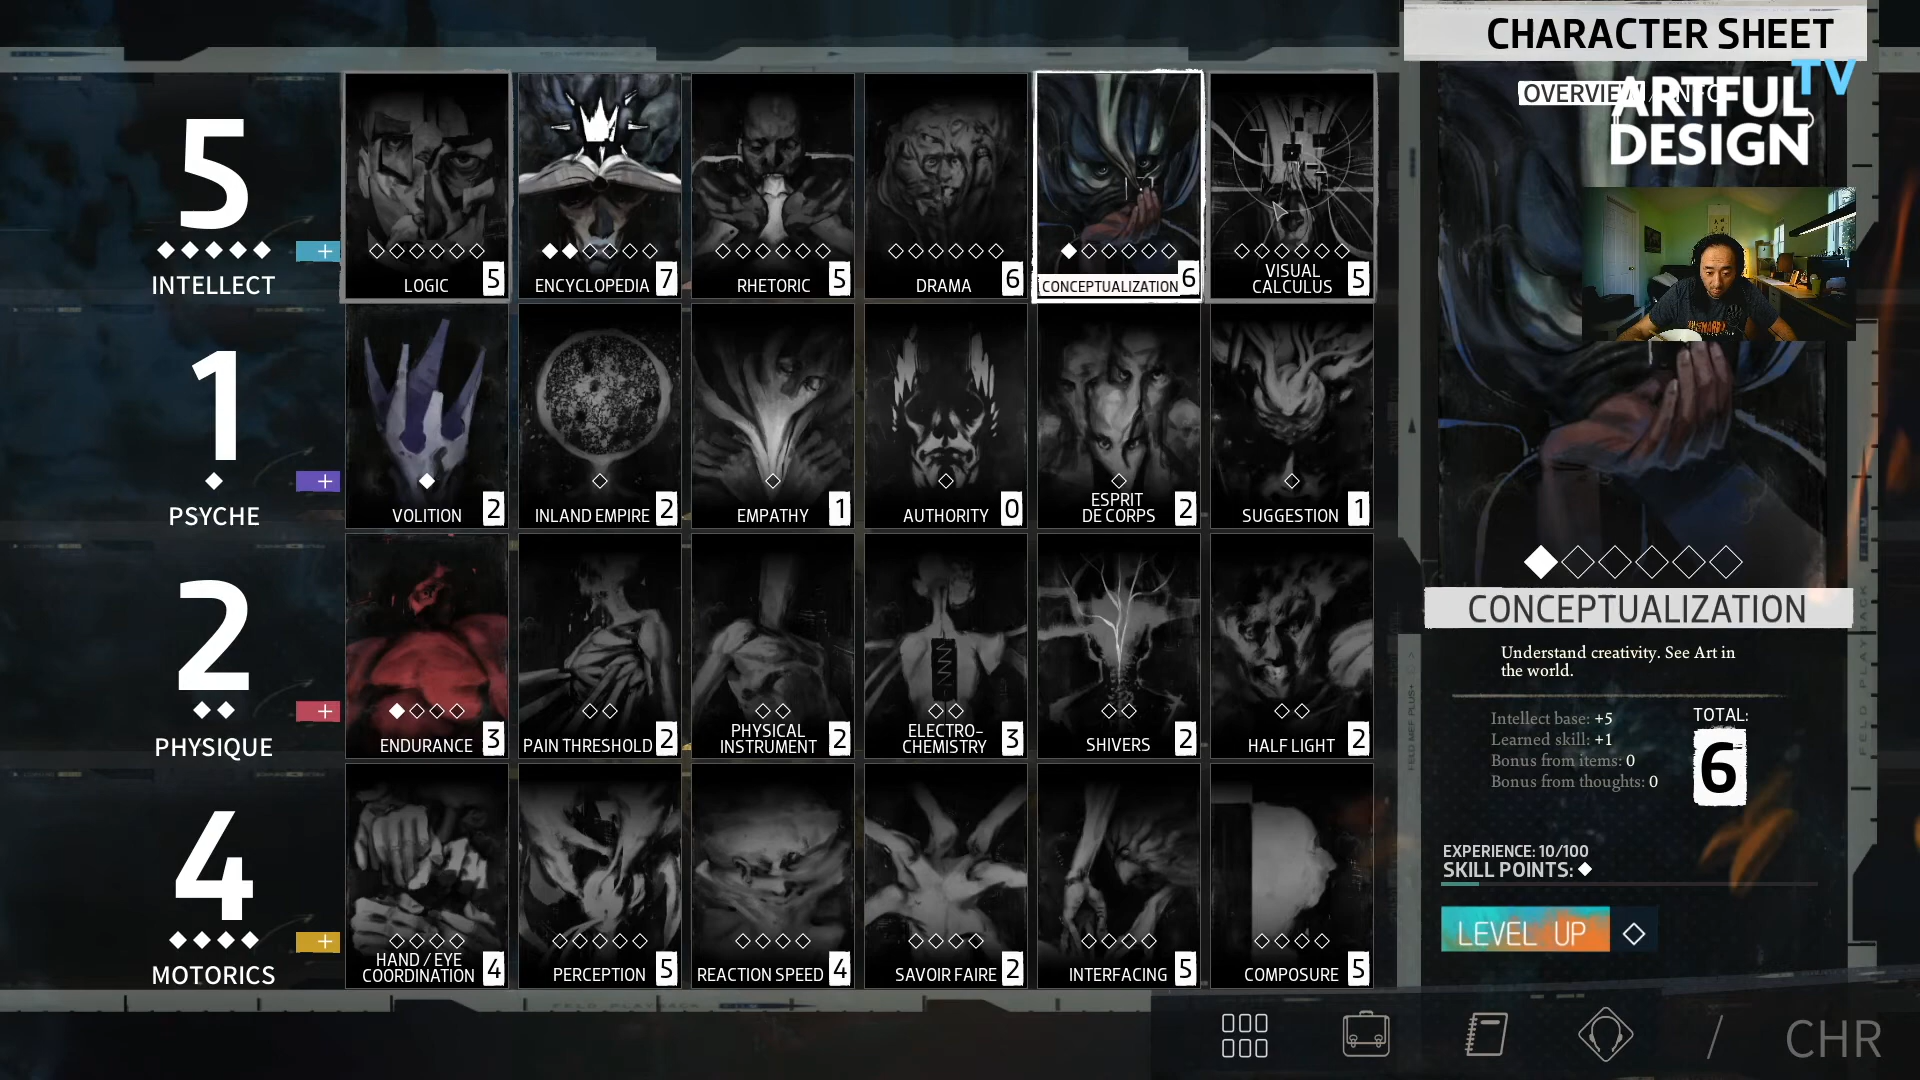 CHARACTER SHEET
OVERVIE
ARTFUL TV
DESIGN
5
INTELLECT
LOGIC 5
ENCYCLOPEDIA 7
RHETORIC 5
DRAMA 6
CONCEPTUALIZATION 6
VISUAL
CALCULUS 5
1
PSYCHE
VOLITION 2
INLAND EMPIRE 2
EMPATHY 1
AUTHORITY 0
ESPRIT
DE CORPS 2
SUGGESTION 1
2
PHYSIQUE
ENDURANCE 3
PAIN THRESHOLD 2
PHYSICAL
INSTRUMENT 2
ELECTRO-
CHEMISTRY 3
SHIVERS 2
HALF LIGHT 2
4
MOTORICS
HAND / EYE
COORDINATION 4
PERCEPTION 5
REACTION SPEED 4
SAVOIR FAIRE 2
INTERFACING 5
COMPOSURE 5
CONCEPTUALIZATION
Understand creativity. See Art in
the world.
Intellect base: +5
Learned skill: +1
Bonus from items: 0
Bonus from thoughts: 0
TOTAL:
6
EXPERIENCE: 10/100
SKILL POINTS:
LEVEL UP
/ CHR